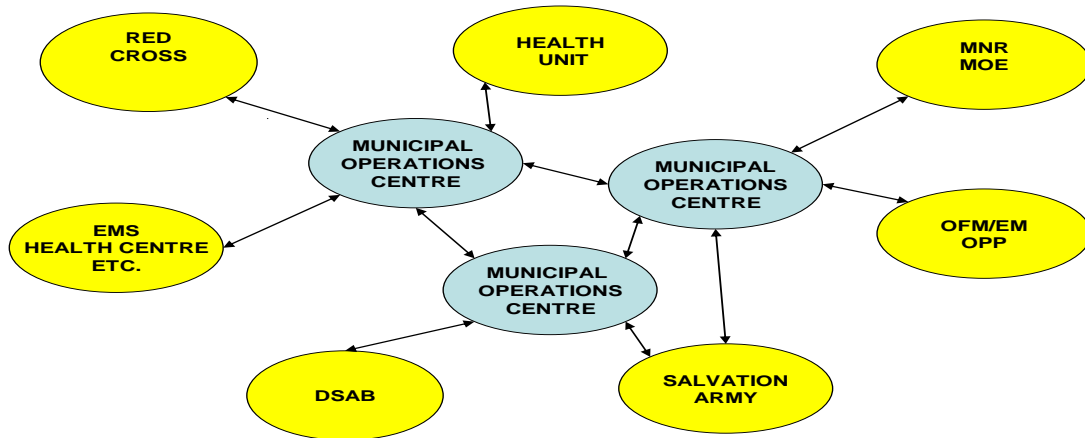 RED
CROSS
HEALTH
UNIT
MNR
MOE
MUNICIPAL
OPERATIONS
CENTRE
MUNICIPAL
OPERATIONS
CENTRE
EMS
HEALTH CENTRE
ETC.
OFM/EM
OPP
MUNICIPAL
OPERATIONS
CENTRE
DSAB
SALVATION
ARMY